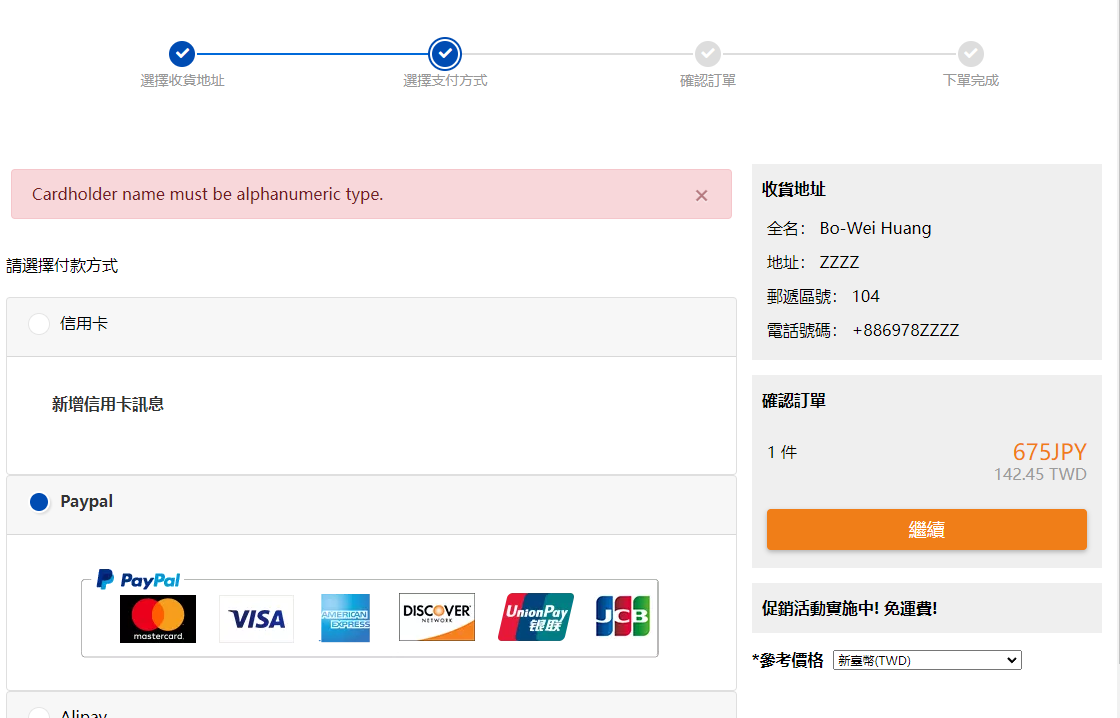 選擇收貨地址
選擇支付方式
確認訂單
下單完成
Cardholder name must be alphanumeric type.
×
請選擇付款方式
信用卡
新增信用卡訊息
Paypal
PayPal
mastercard.
VISA
AMERICAN EXPRESS
DISCOVER
NETWORK
UnionPay
银联
JCB
Alipay
收貨地址
全名： Bo-Wei Huang
地址： ZZZZ
郵遞區號： 104
電話號碼： +886978ZZZZ
確認訂單
1 件 675JPY
142.45 TWD
繼續
促銷活動實施中! 免運費!
*參考價格 新臺幣(TWD)